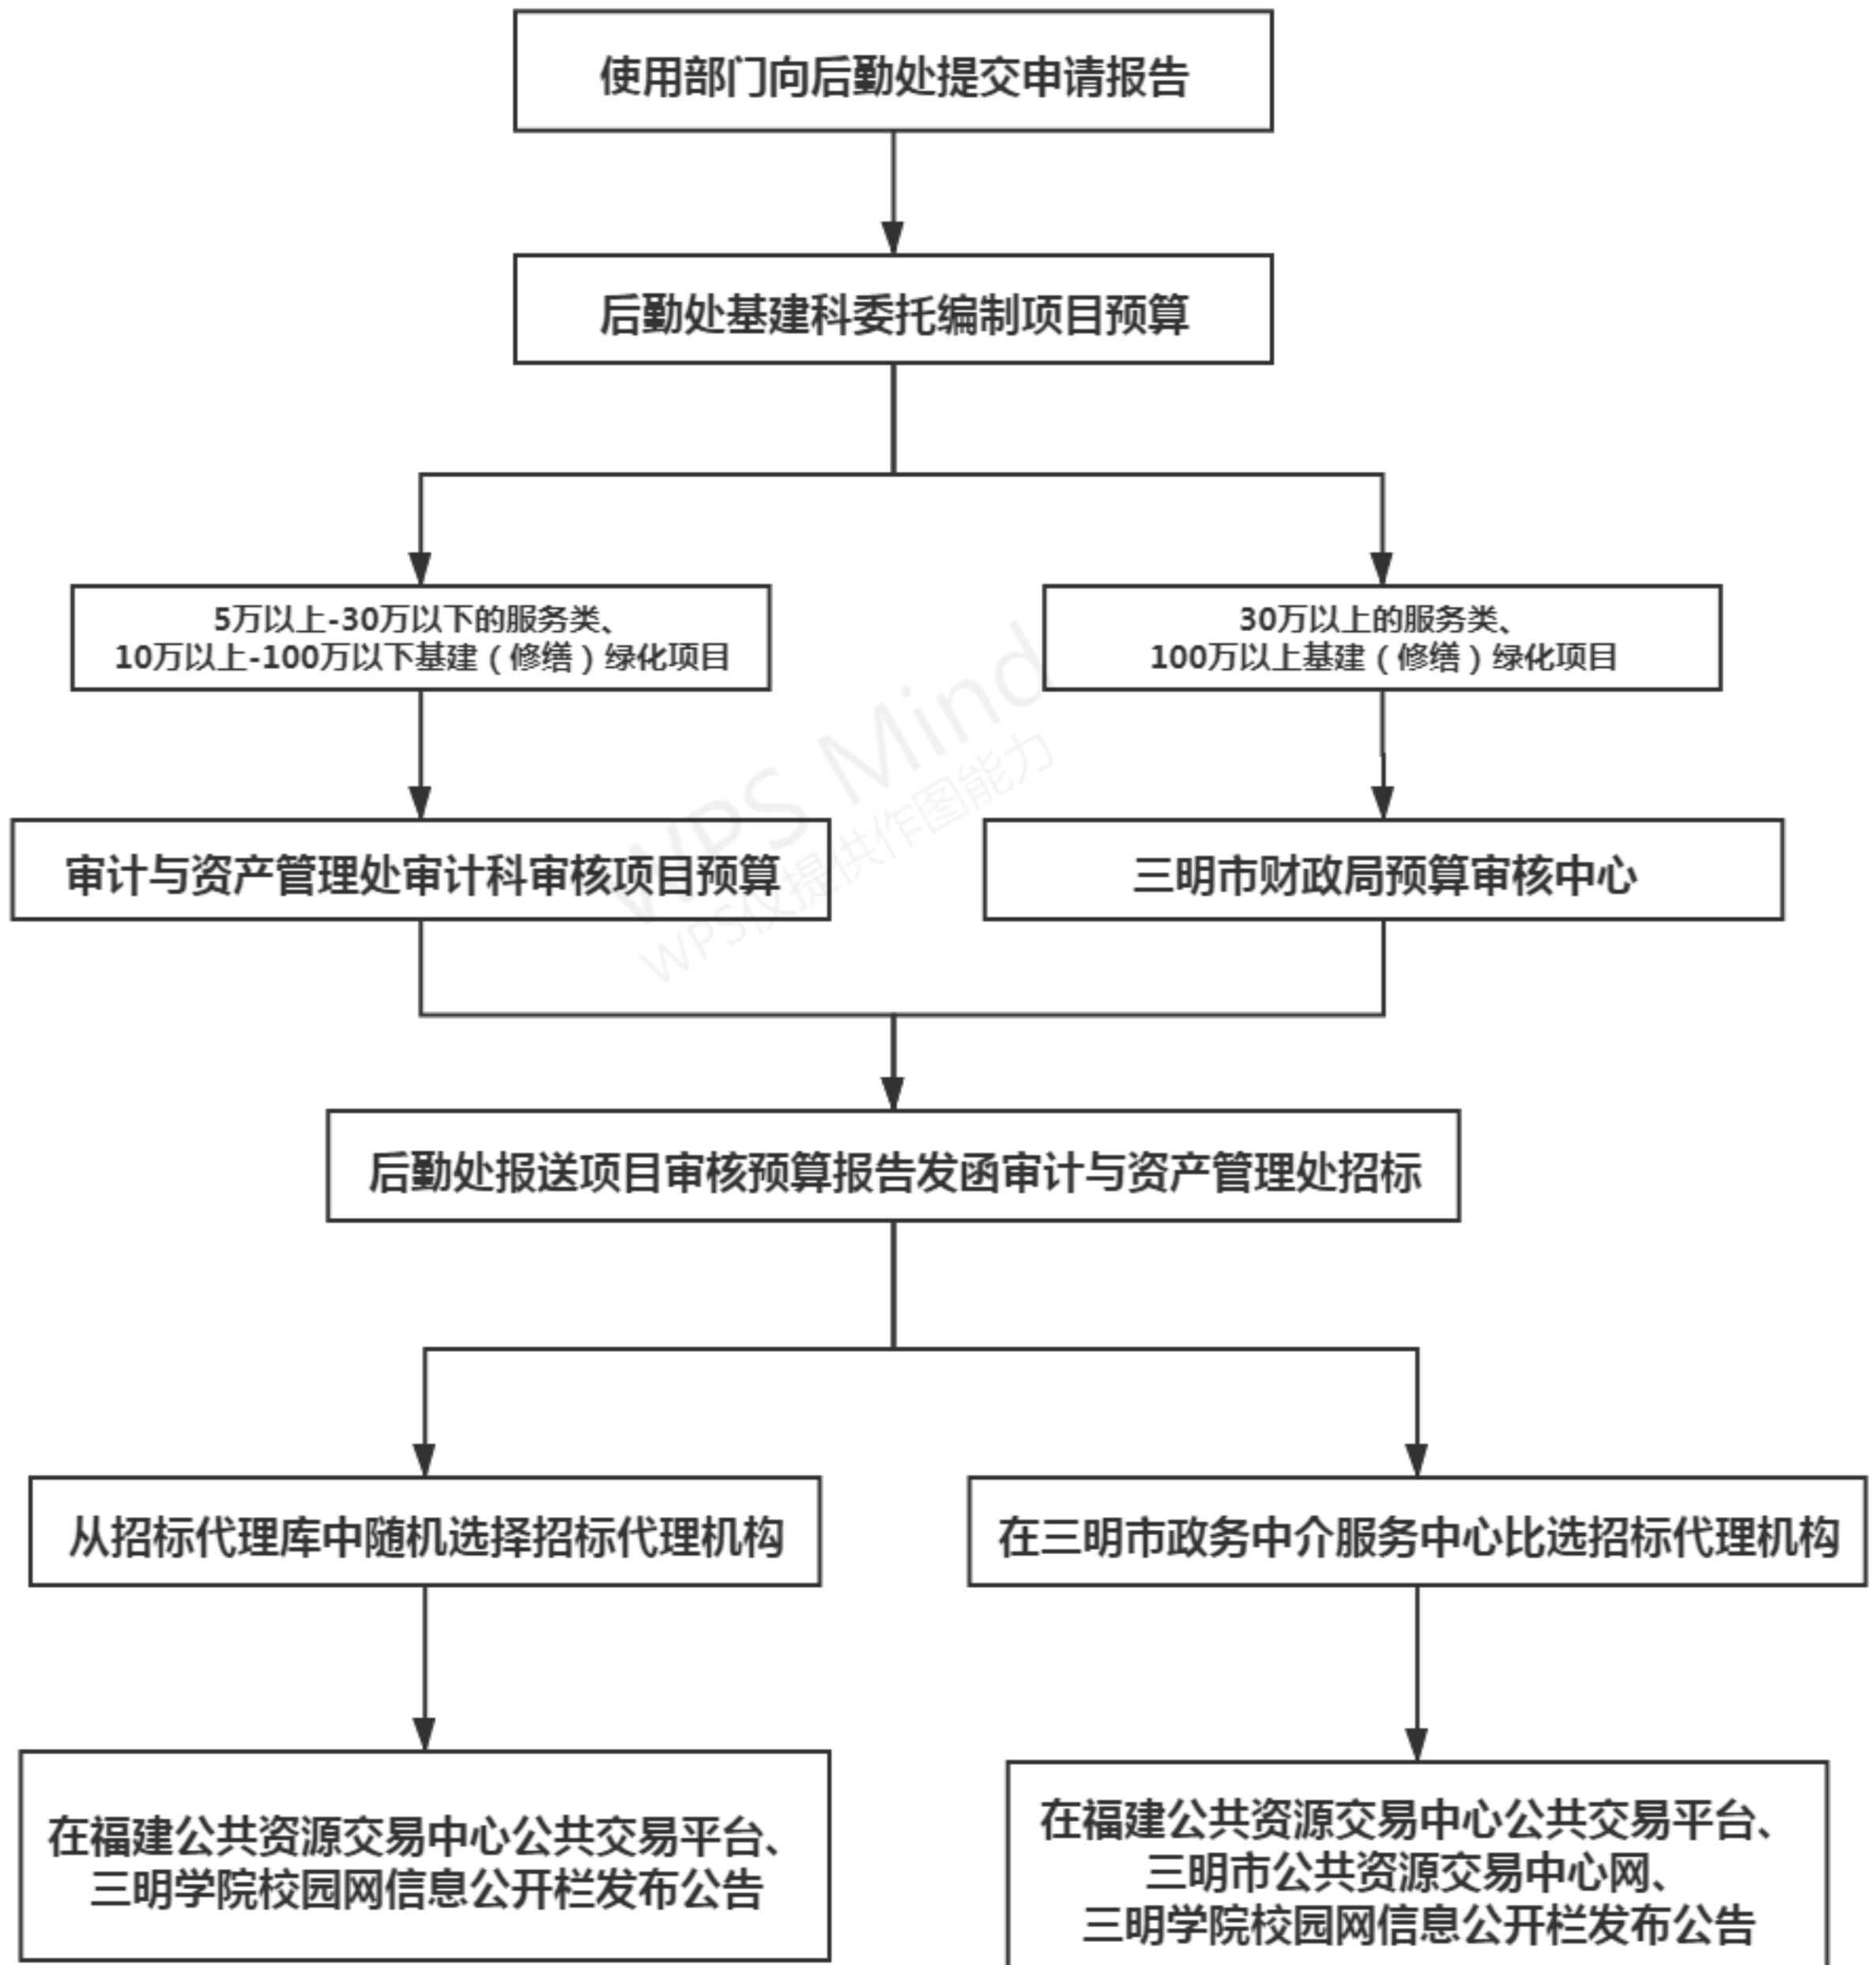 使用部门向后勤处提交申请报告
后勤处基建科委托编制项目预算
5万以上-30万以下的服务类、
10万以上-100万以下基建（修缮）绿化项目
30万以上的服务类、
100万以上基建（修缮）绿化项目
WPS Mind
WPS仅提供作图能力
审计与资产管理处审计科审核项目预算
三明市财政局预算审核中心
后勤处报送项目审核预算报告发函审计与资产管理处招标
从招标代理库中随机选择招标代理机构
在三明市政务中介服务中心比选招标代理机构
在福建公共资源交易中心公共交易平台、
三明学院校园网信息公开栏发布公告
在福建公共资源交易中心公共交易平台、
三明市公共资源交易中心网、
三明学院校园网信息公开栏发布公告